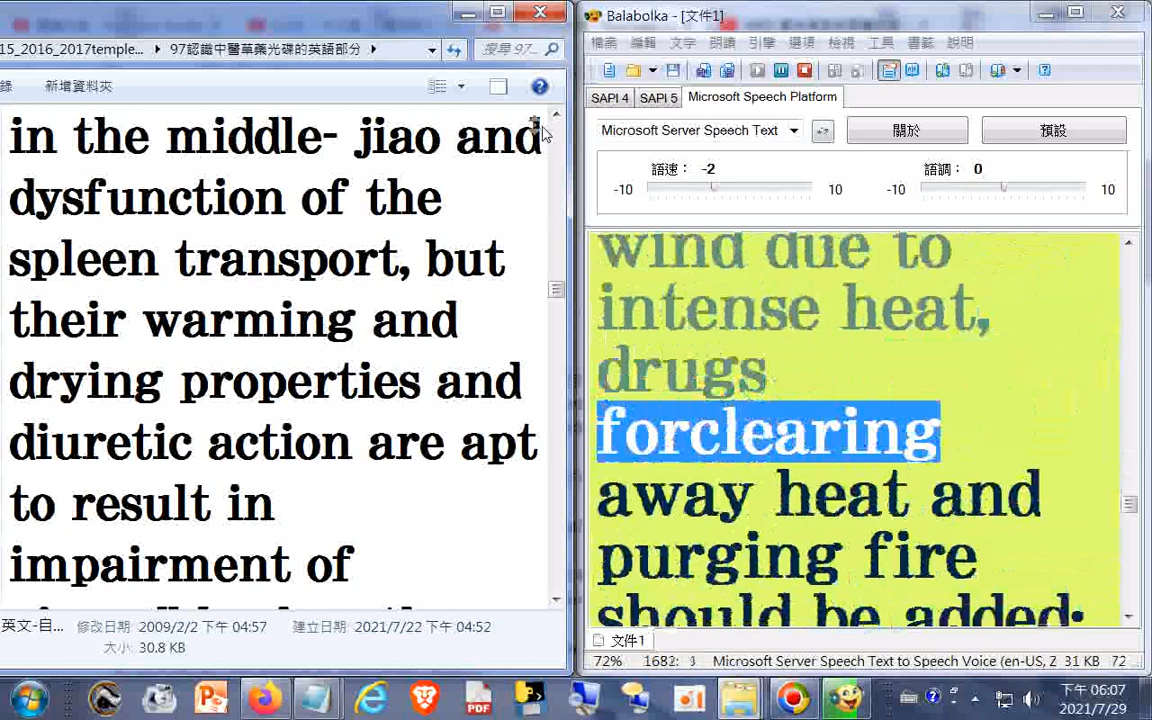 15_2016_2017temple... ▸ 97認識中醫草藥光碟的英語部分 ▸
搜尋 97...
錄 新增資料夾
in the middle- jiao and
dysfunction of the
spleen transport, but
their warming and
drying properties and
diuretic action are apt
to result in
impairment of
英文-自... 修改日期: 2009/2/2 下午 04:57 建立日期: 2021/7/22 下午 04:52
大小: 30.8 KB
Balabolka - [文件1]
檔案 編輯 文字 朗讀 引擎 選項 檢視 工具 書籤 說明
SAPI 4 SAPI 5 Microsoft Speech Platform
Microsoft Server Speech Text 關於 預設
語速: -2 語調: 0
-10 10 -10 10
wind due to
intense heat,
drugs
forclearing
away heat and
purging fire
should be added;
文件1
72% 1682: Microsoft Server Speech Text to Speech Voice (en-US, Z 31 KB 72
PDF
下午 06:07
2021/7/29